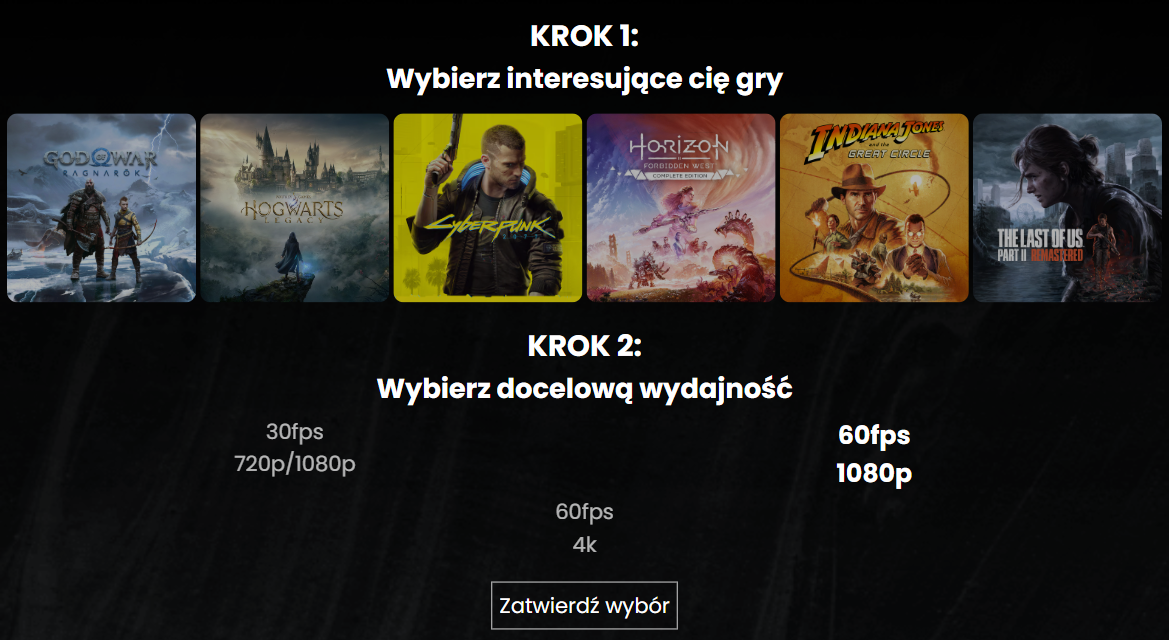 KROK 1:
Wybierz interesujące cię gry
GOD OF WAR
RAGNARÖK
HOGWARTS
LEGACY
CYBERPUNK
2077
HORIZON
FORBIDDEN WEST
COMPLETE EDITION
INDIANA JONES
and the
GREAT CIRCLE
THE LAST OF US
PART II REMASTERED
KROK 2:
Wybierz docelową wydajność
30fps
720p/1080p
60fps
1080p
60fps
4k
Zatwierdź wybór